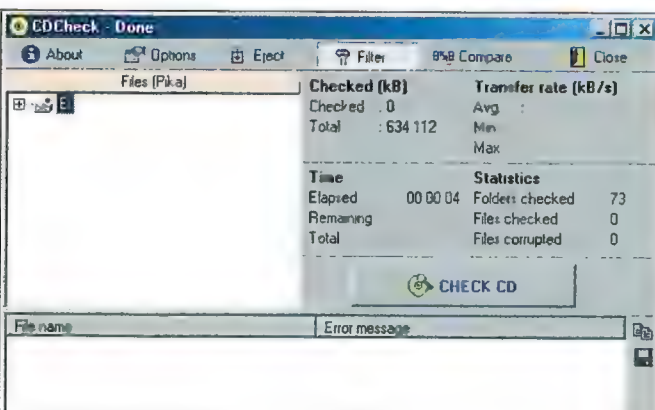 CDCheck - Done
About Options Eject Filter Compare Close
Files (Pika)
E:
Checked (kB)
Checked : 0
Total : 634 112
Transfer rate (kB/s)
Avg. :
Min
Max
Time
Elapsed 00 00 04
Remaining
Total
Statistics
Folders checked 73
Files checked 0
Files corrupted 0
CHECK CD
File name Error message